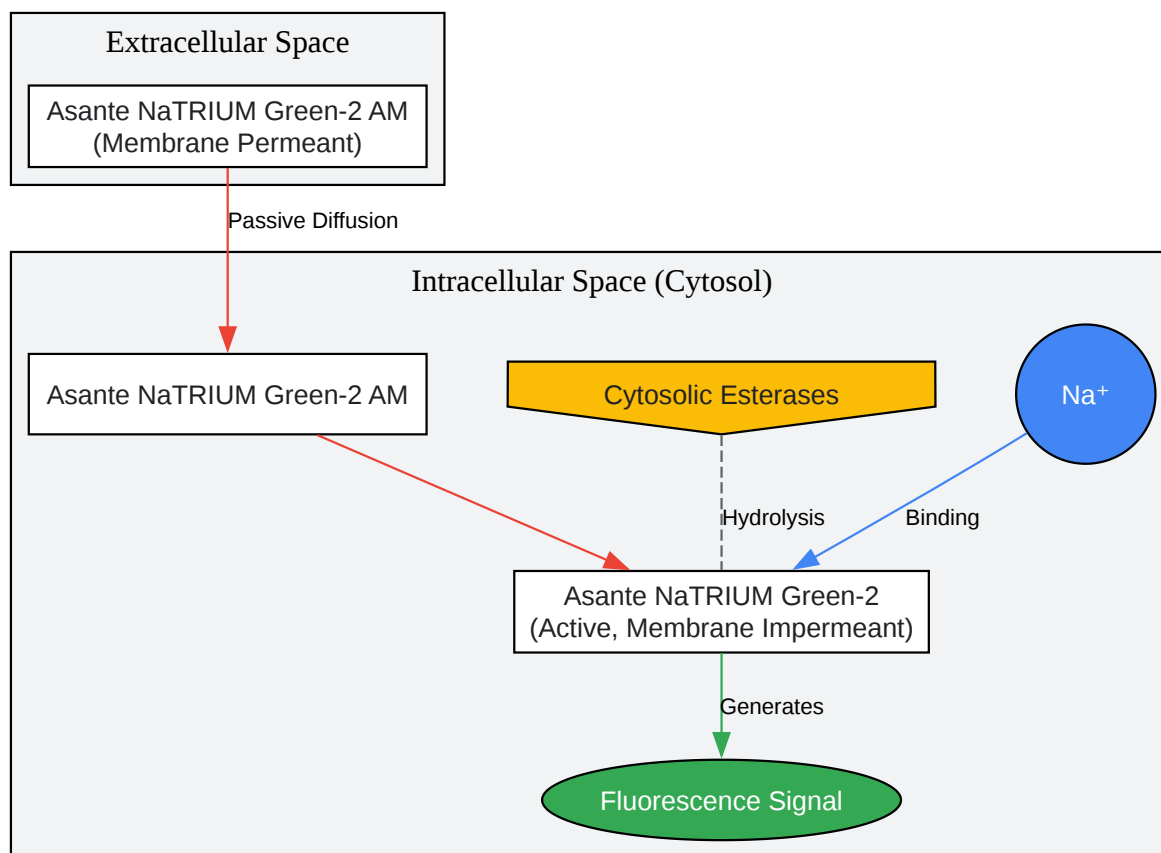 Extracellular Space
Asante NaTRIUM Green-2 AM
(Membrane Permeant)
Passive Diffusion
Intracellular Space (Cytosol)
Asante NaTRIUM Green-2 AM
Cytosolic Esterases
Na⁺
Hydrolysis
Binding
Asante NaTRIUM Green-2
(Active, Membrane Impermeant)
Generates
Fluorescence Signal